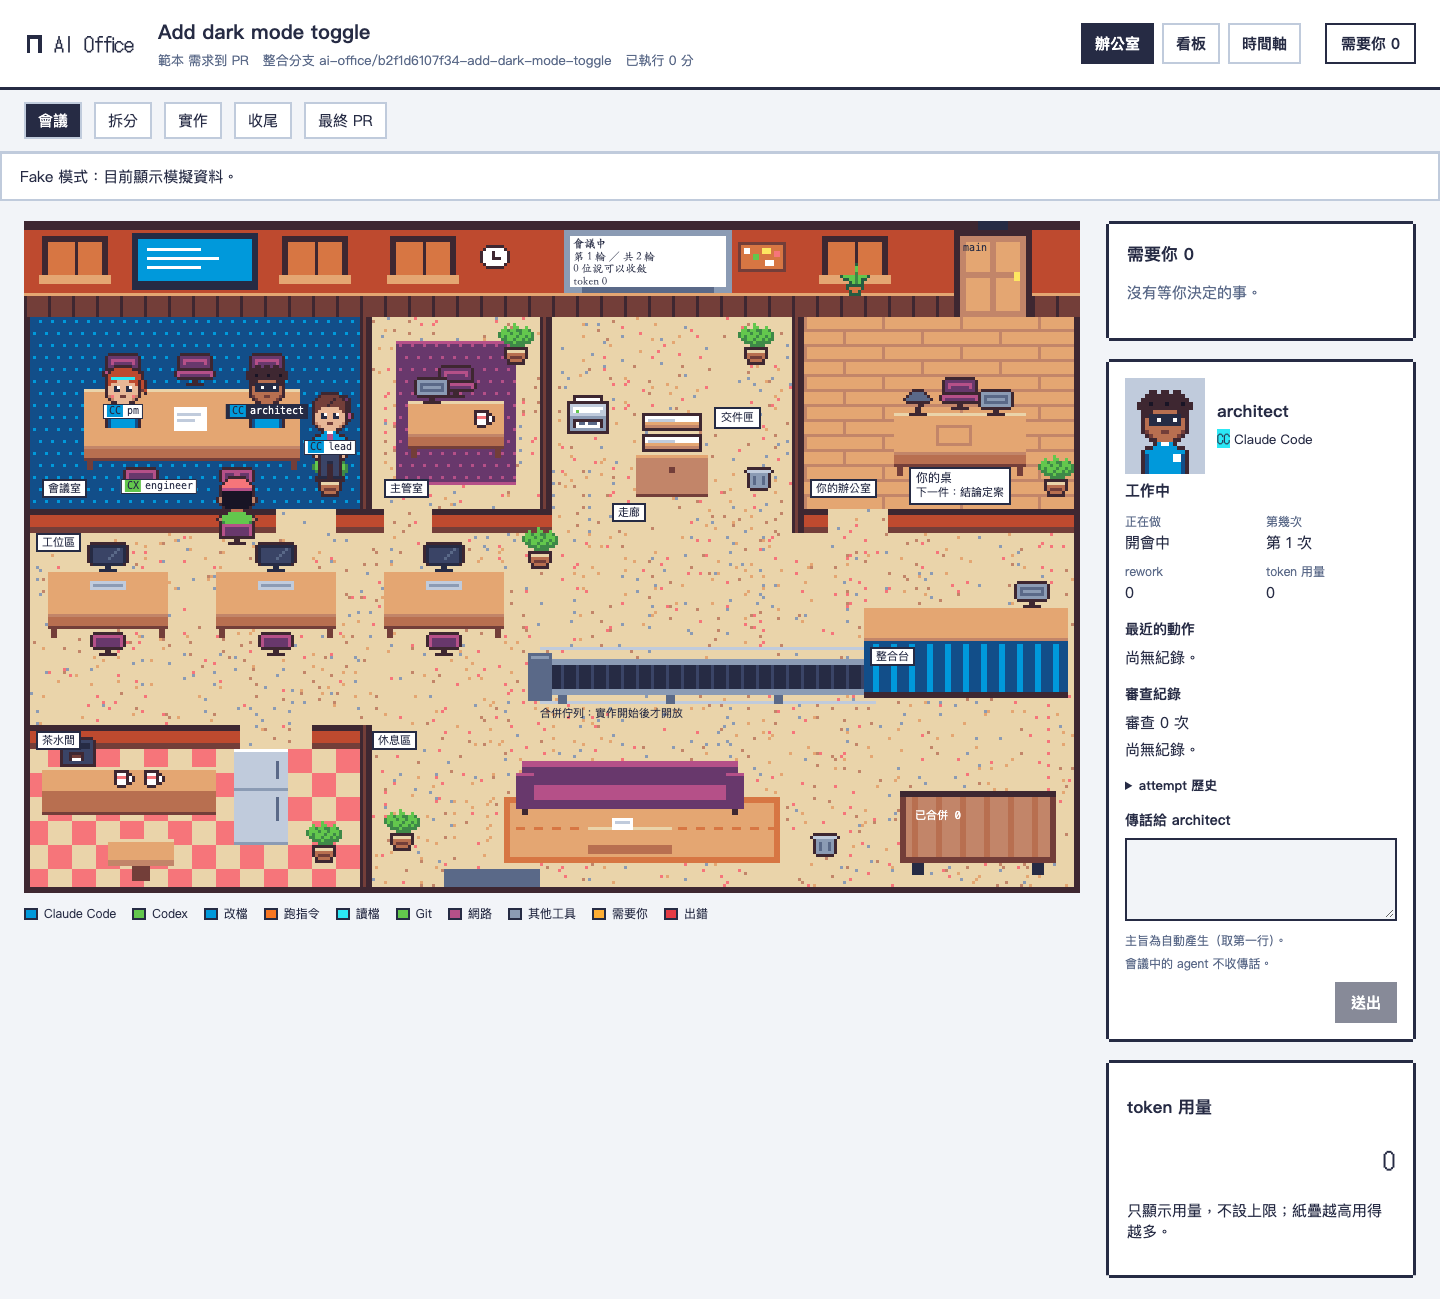 AI Office
Add dark mode toggle
範本 需求到 PR 整合分支 ai-office/b2f1d6107f34-add-dark-mode-toggle 已執行 0 分
辦公室
看板
時間軸
需要你 0
會議
拆分
實作
收尾
最終 PR
Fake 模式：目前顯示模擬資料。
會議中
第 1 輪 ／ 共 2 輪
0 位說可以收斂
token 0
main
CC pm
CC architect
CC lead
CX engineer
會議室
主管室
交件匣
走廊
你的辦公室
你的桌
下一件：結論定案
工位區
整合台
合併佇列：實作開始後才開放
茶水間
休息區
已合併 0
Claude Code
Codex
改檔
跑指令
讀檔
Git
網路
其他工具
需要你
出錯
需要你 0
沒有等你決定的事。
architect
CC Claude Code
工作中
正在做
第幾次
開會中
第 1 次
rework
token 用量
0
0
最近的動作
尚無紀錄。
審查紀錄
審查 0 次
尚無紀錄。
attempt 歷史
傳話給 architect
主旨為自動產生（取第一行）。
會議中的 agent 不收傳話。
送出
token 用量
0
只顯示用量，不設上限；紙疊越高用得
越多。